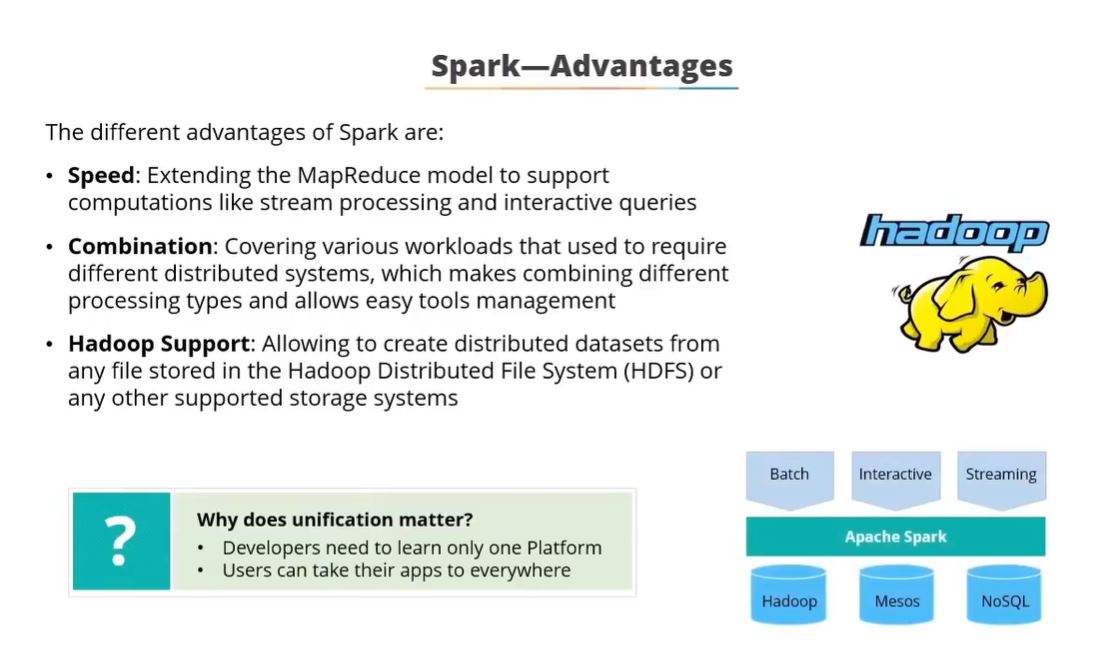 Spark—Advantages
The different advantages of Spark are:
• Speed: Extending the MapReduce model to support
computations like stream processing and interactive queries
• Combination: Covering various workloads that used to require
different distributed systems, which makes combining different
processing types and allows easy tools management
• Hadoop Support: Allowing to create distributed datasets from
any file stored in the Hadoop Distributed File System (HDFS) or
any other supported storage systems
hadoop
?
Why does unification matter?
• Developers need to learn only one Platform
• Users can take their apps to everywhere
Batch Interactive Streaming
Apache Spark
Hadoop Mesos NoSQL